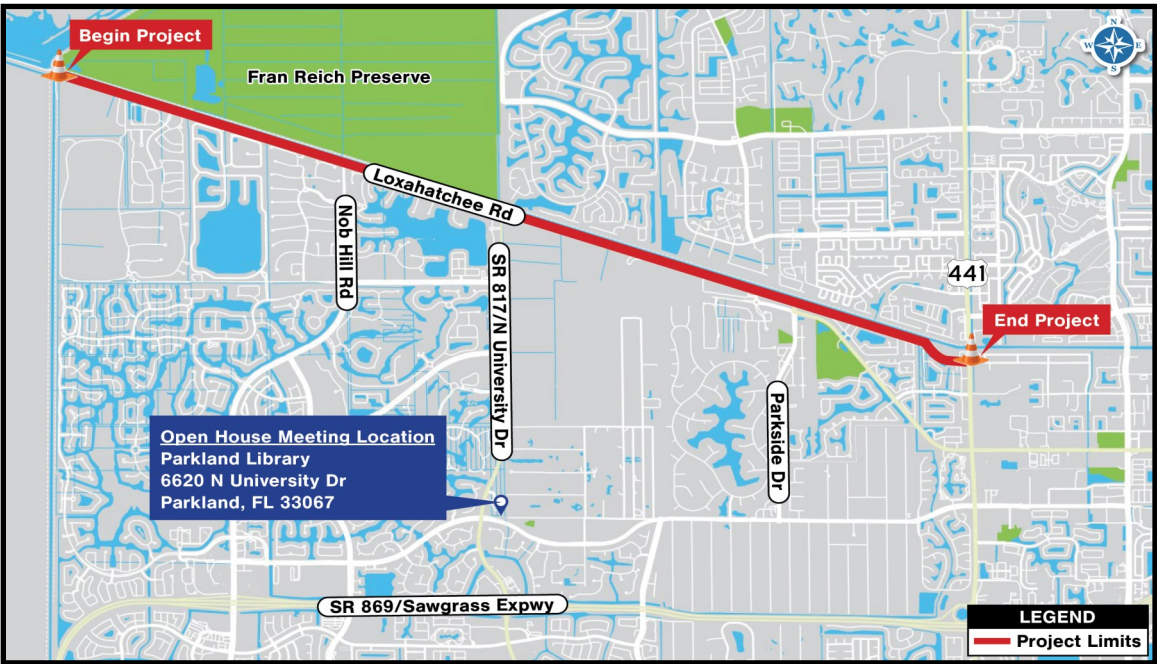 Begin Project
Fran Reich Preserve
N
W E
S
Loxahatchee Rd
Nob Hill Rd
SR 817/N University Dr
441
End Project
Parkside Dr
Open House Meeting Location
Parkland Library
6620 N University Dr
Parkland, FL 33067
SR 869/Sawgrass Expwy
LEGEND
Project Limits